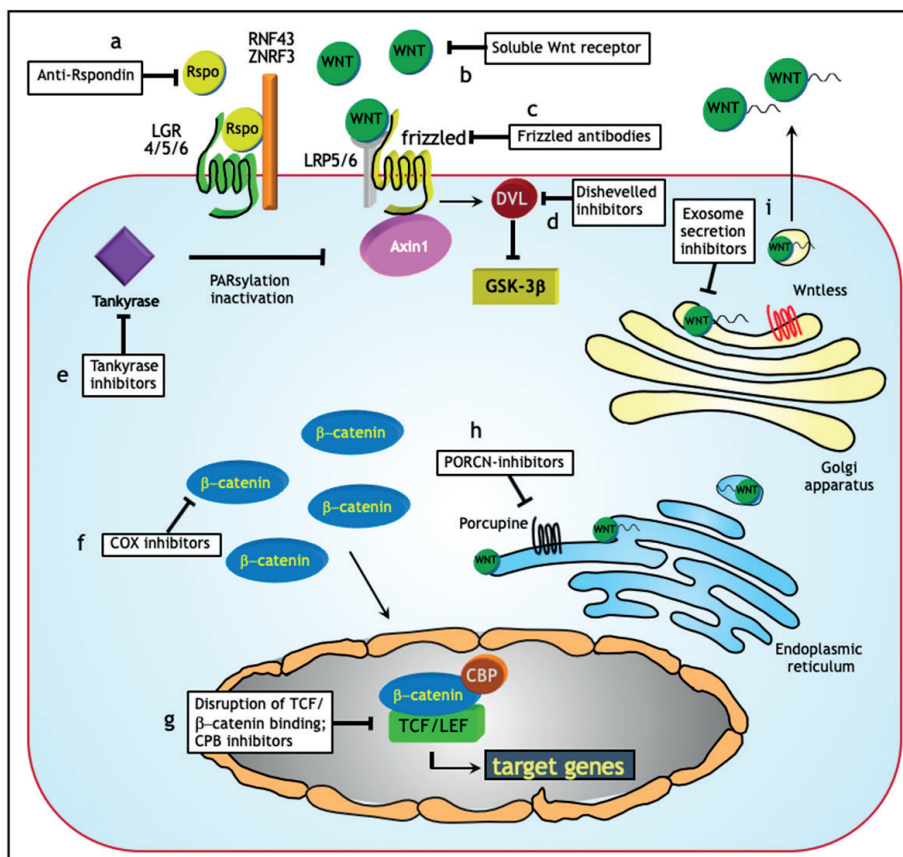 a
Anti-Rspondin
Rspo
RNF43
ZNRF3
WNT
WNT
Soluble Wnt receptor
b
WNT
WNT
LGR
4/5/6
Rspo
WNT
LRP5/6
frizzled
c
Frizzled antibodies
DVL
d
Dishevelled
inhibitors
Axin1
GSK-3β
Tankyrase
PARsylation
inactivation
e
Tankyrase
inhibitors
Exosome
secretion
inhibitors
i
WNT
Wntless
WNT
Golgi
apparatus
β-catenin
β-catenin
β-catenin
β-catenin
f
COX inhibitors
h
PORCN-inhibitors
Porcupine
WNT
WNT
WNT
Endoplasmic
reticulum
g
Disruption of TCF/
β-catenin binding;
CPB inhibitors
CBP
β-catenin
TCF/LEF
target genes